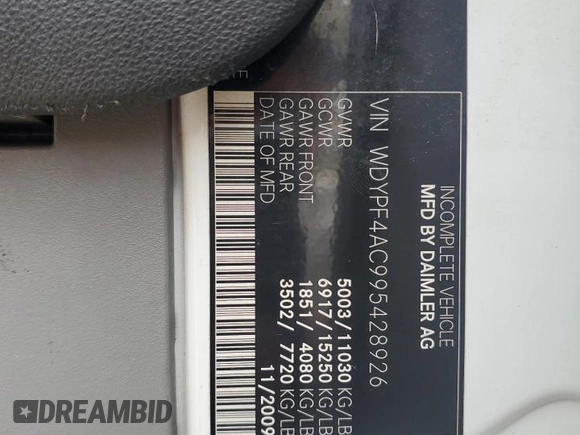 INCOMPLETE VEHICLE
MFD BY DAIMLER AG
VIN WDYPF4AC995428926
GVWR 5003/11030 KG/LB
GCWR 6917/15250 KG/LB
GAWR FRONT 1851/ 4080 KG/LB
GAWR REAR 3502/ 7720 KG/LB
DATE OF MFD 11/2009
DREAMBID